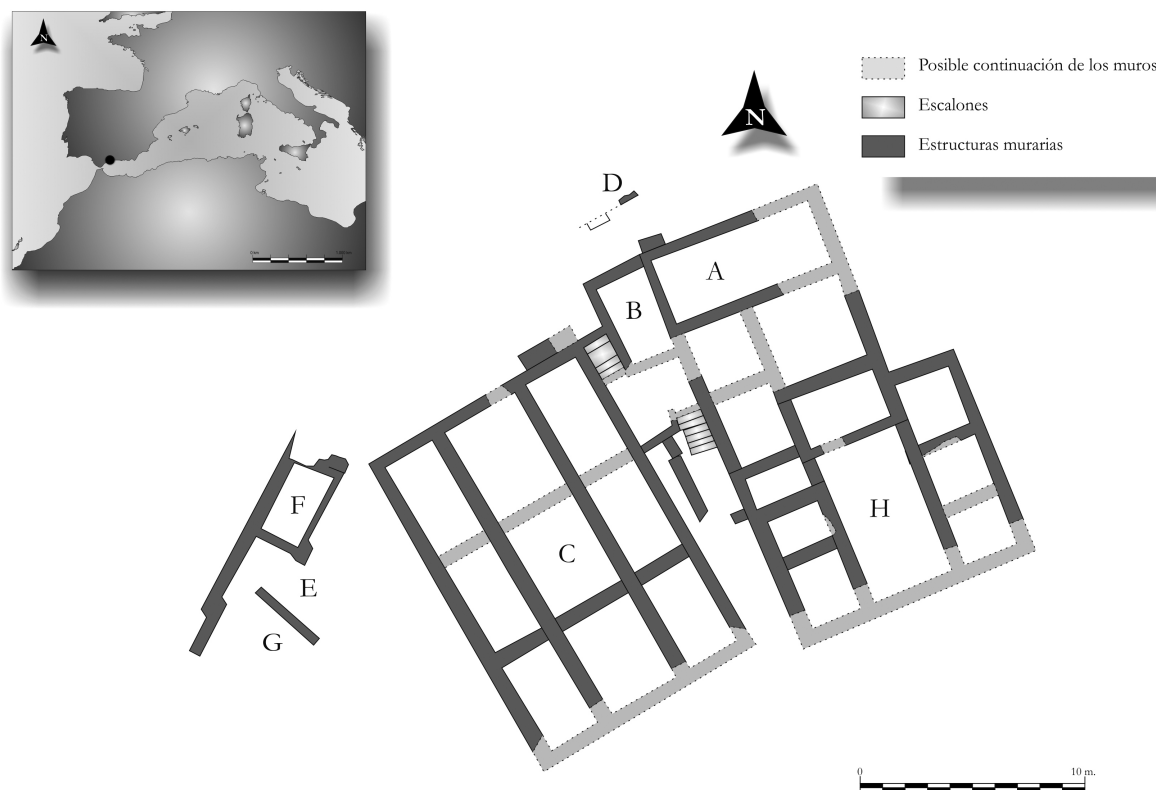 N
N
Posible continuación de los muros
Escalones
Estructuras murarias
D
A
B
F
H
C
E
G
0
10 m.